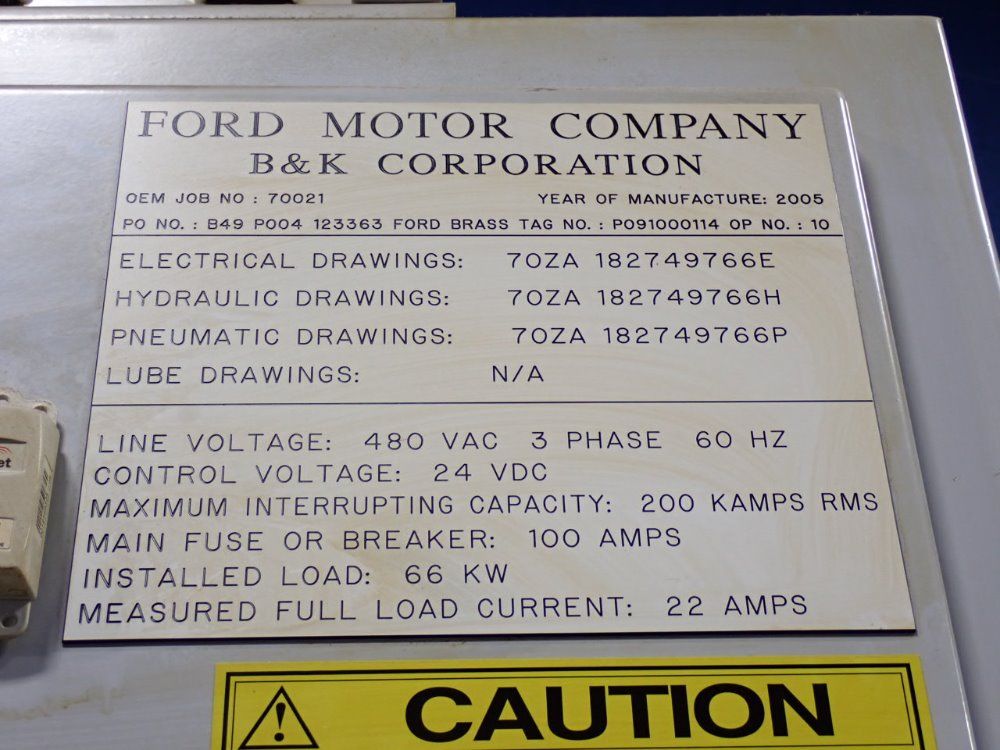 FORD MOTOR COMPANY
B&K CORPORATION
OEM JOB NO : 70021 YEAR OF MANUFACTURE: 2005
PO NO. : B49 P004 123363 FORD BRASS TAG NO. : P091000114 OP NO. : 10
ELECTRICAL DRAWINGS: 70ZA 182749766E
HYDRAULIC DRAWINGS: 70ZA 182749766H
PNEUMATIC DRAWINGS: 70ZA 182749766P
LUBE DRAWINGS: N/A
LINE VOLTAGE: 480 VAC 3 PHASE 60 HZ
CONTROL VOLTAGE: 24 VDC
MAXIMUM INTERRUPTING CAPACITY: 200 KAMPS RMS
MAIN FUSE OR BREAKER: 100 AMPS
INSTALLED LOAD: 66 KW
MEASURED FULL LOAD CURRENT: 22 AMPS
CAUTION